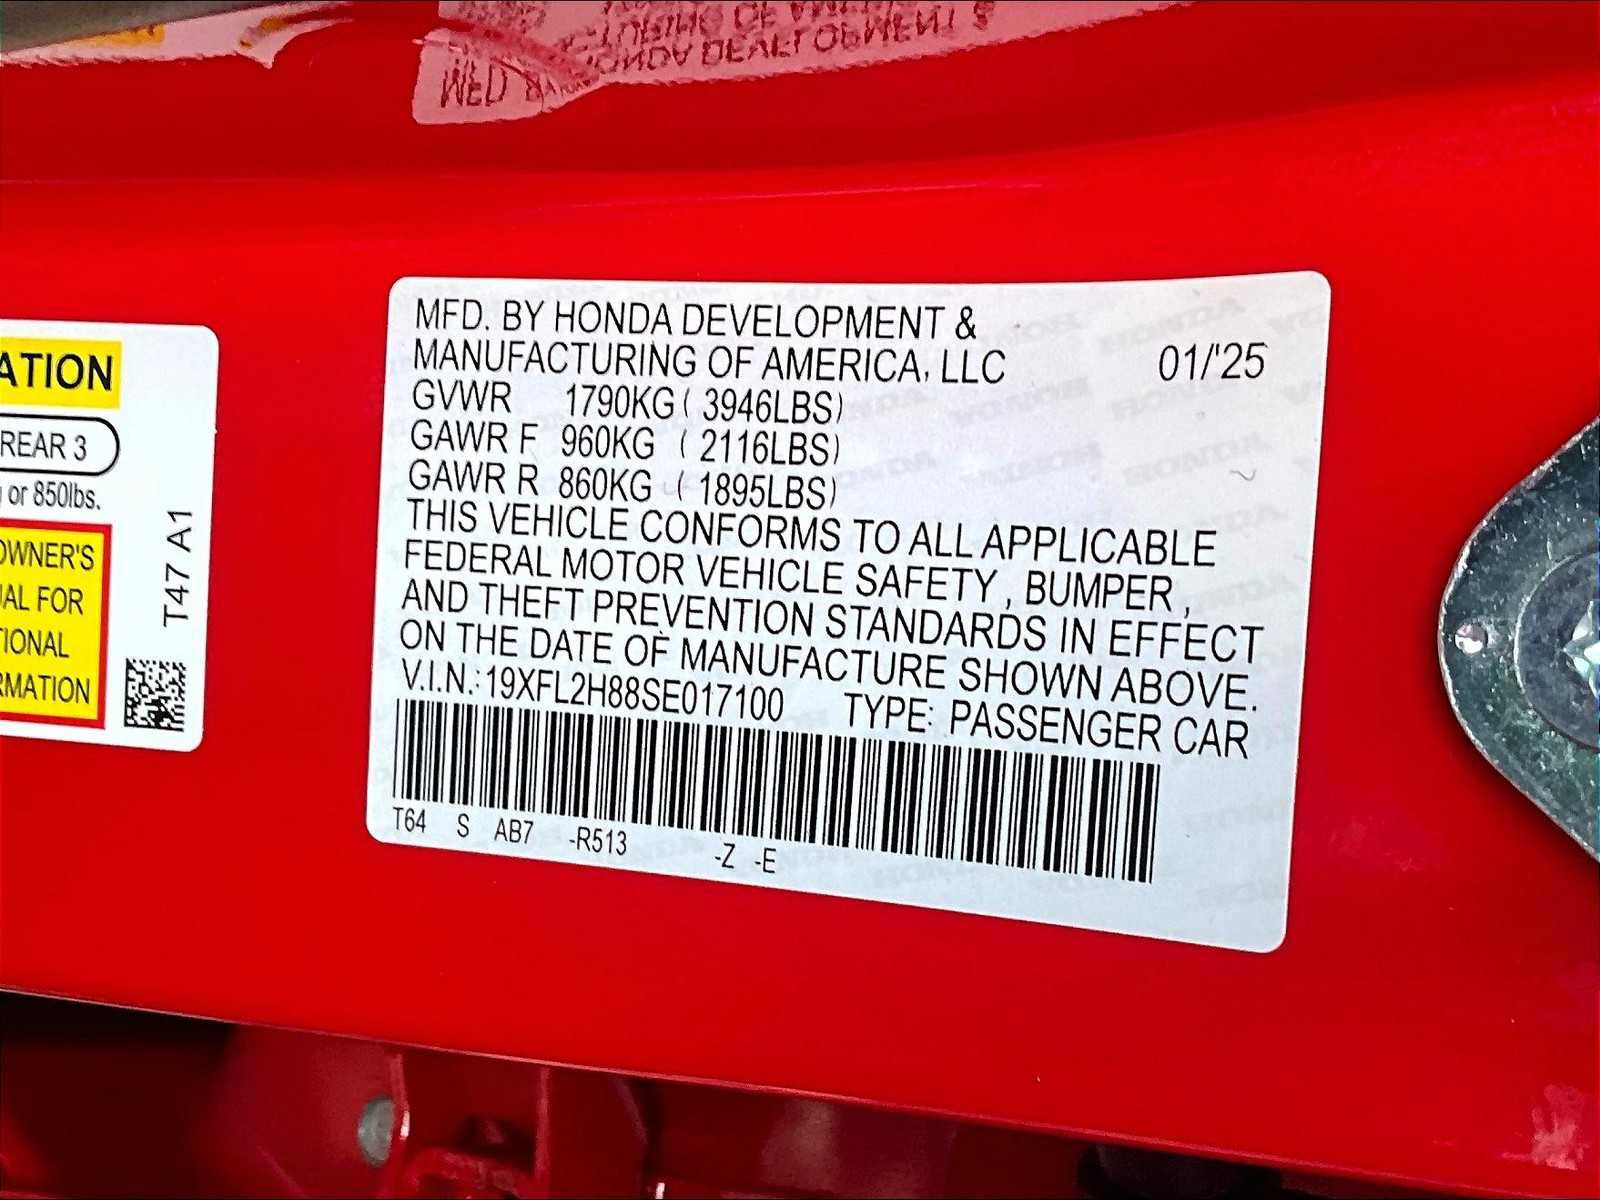 MFD. BY HONDA DEVELOPMENT &
MANUFACTURING OF AMERICA, LLC 01/'25
GVWR 1790KG ( 3946LBS)
GAWR F 960KG ( 2116LBS)
GAWR R 860KG ( 1895LBS)
THIS VEHICLE CONFORMS TO ALL APPLICABLE
FEDERAL MOTOR VEHICLE SAFETY , BUMPER ,
AND THEFT PREVENTION STANDARDS IN EFFECT
ON THE DATE OF MANUFACTURE SHOWN ABOVE.
V.I.N.: 19XFL2H88SE017100 TYPE: PASSENGER CAR
T64 S AB7 -R513 -Z -E
ATION
REAR 3
or 850lbs.
OWNER'S
UAL FOR
TIONAL
RMATION
T47 A1